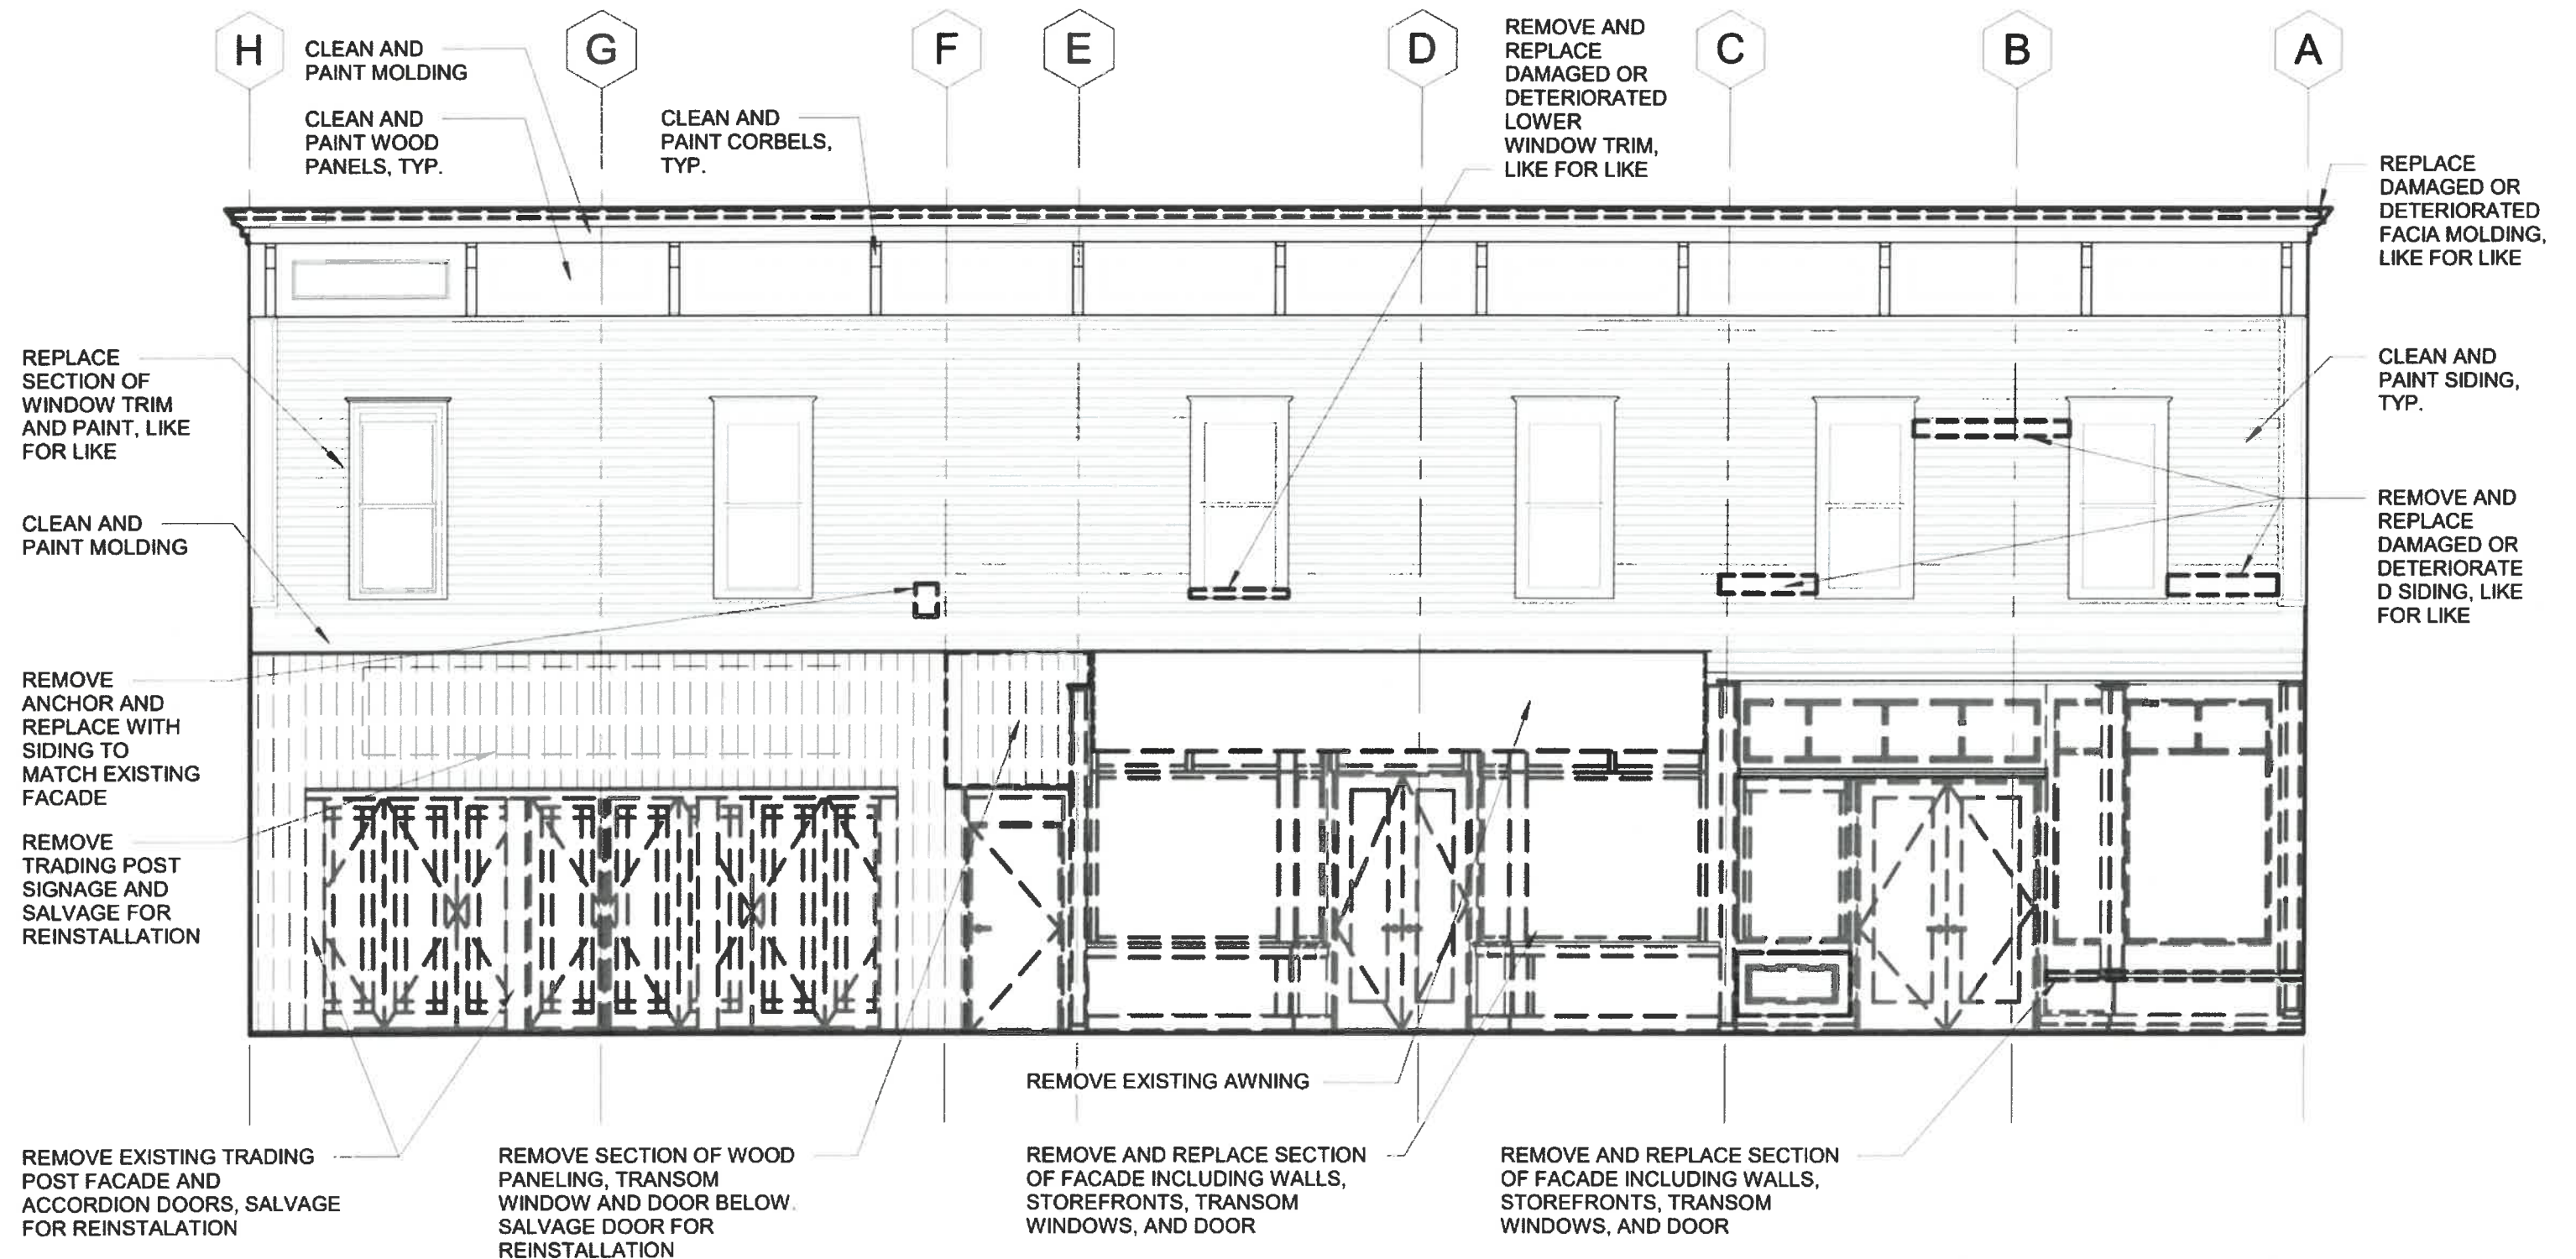 H
G
F
E
D
C
B
A
CLEAN AND
PAINT MOLDING
CLEAN AND
PAINT WOOD
PANELS, TYP.
CLEAN AND
PAINT CORBELS,
TYP.
REMOVE AND
REPLACE
DAMAGED OR
DETERIORATED
LOWER
WINDOW TRIM,
LIKE FOR LIKE
REPLACE
DAMAGED OR
DETERIORATED
FACIA MOLDING,
LIKE FOR LIKE
REPLACE
SECTION OF
WINDOW TRIM
AND PAINT, LIKE
FOR LIKE
CLEAN AND
PAINT SIDING,
TYP.
CLEAN AND
PAINT MOLDING
REMOVE AND
REPLACE
DAMAGED OR
DETERIORATE
D SIDING, LIKE
FOR LIKE
REMOVE
ANCHOR AND
REPLACE WITH
SIDING TO
MATCH EXISTING
FACADE
REMOVE
TRADING POST
SIGNAGE AND
SALVAGE FOR
REINSTALLATION
REMOVE EXISTING AWNING
REMOVE EXISTING TRADING
POST FACADE AND
ACCORDION DOORS, SALVAGE
FOR REINSTALATION
REMOVE SECTION OF WOOD
PANELING, TRANSOM
WINDOW AND DOOR BELOW.
SALVAGE DOOR FOR
REINSTALLATION
REMOVE AND REPLACE SECTION
OF FACADE INCLUDING WALLS,
STOREFRONTS, TRANSOM
WINDOWS, AND DOOR
REMOVE AND REPLACE SECTION
OF FACADE INCLUDING WALLS,
STOREFRONTS, TRANSOM
WINDOWS, AND DOOR